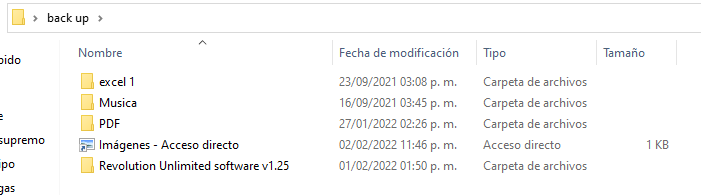 back up
Nombre Fecha de modificación Tipo Tamaño
excel 1 23/09/2021 03:08 p. m. Carpeta de archivos
Musica 16/09/2021 03:45 p. m. Carpeta de archivos
PDF 27/01/2022 02:26 p. m. Carpeta de archivos
Imágenes - Acceso directo 02/02/2022 11:46 p. m. Acceso directo 1 KB
Revolution Unlimited software v1.25 01/02/2022 01:50 p. m. Carpeta de archivos
pido
e
supremo
ipo
gas